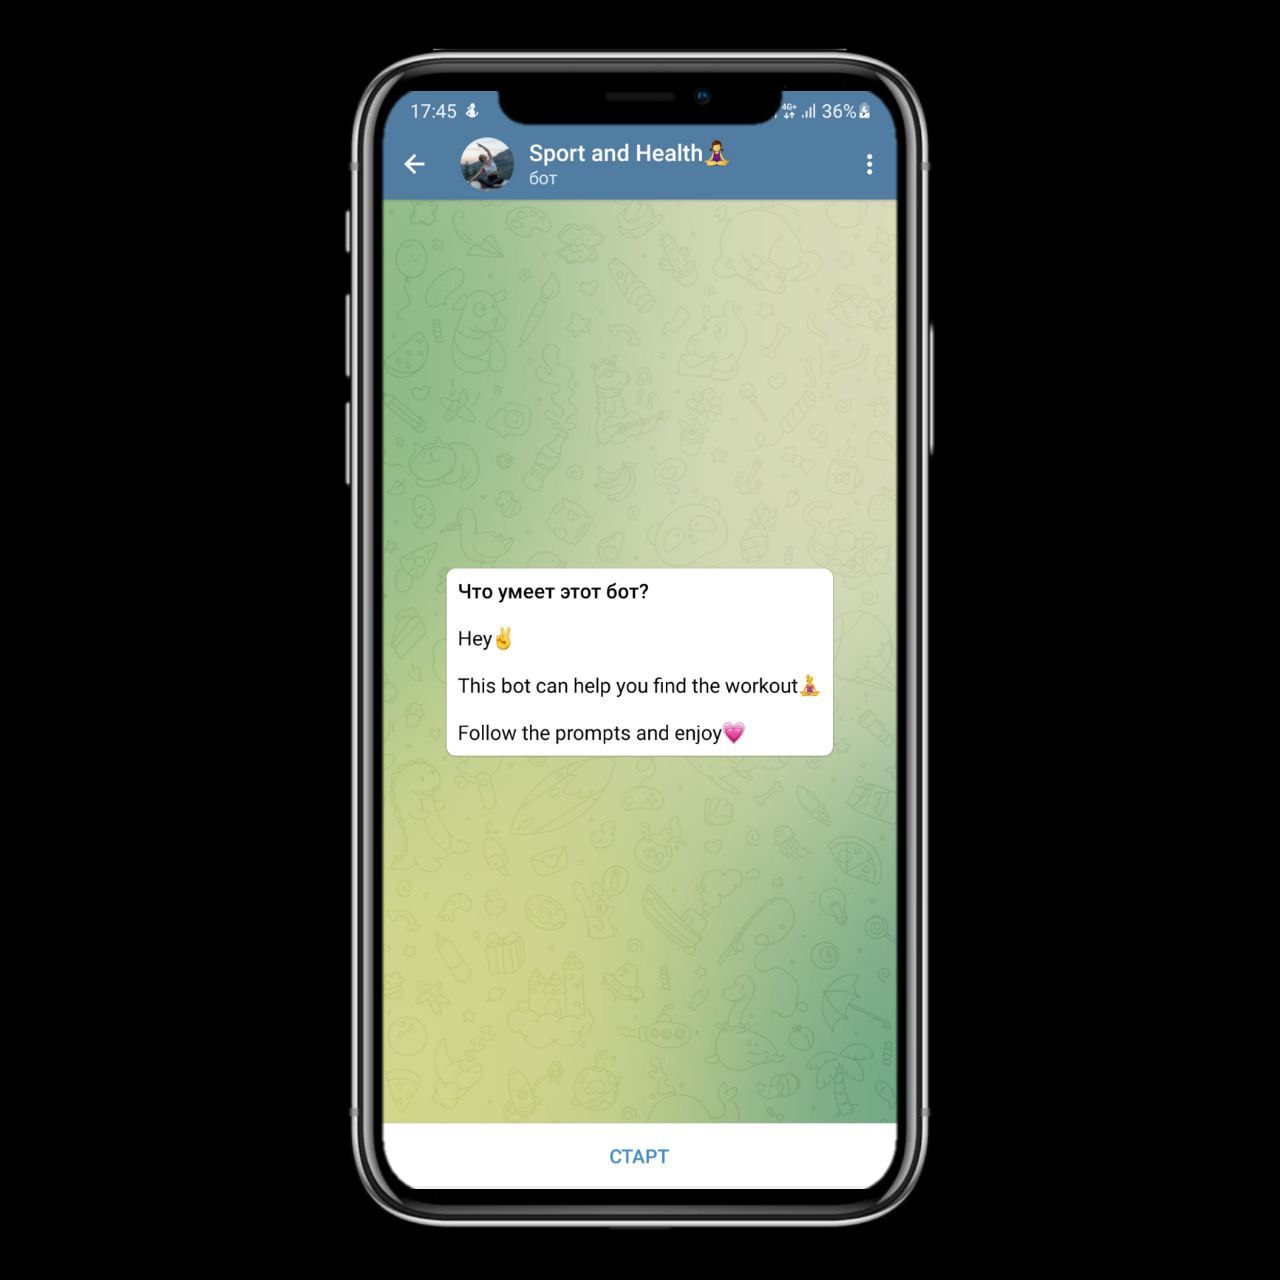 17:45 4G+ 36%
Sport and Health🧘‍♀️
бот
Что умеет этот бот?
Hey✌️
This bot can help you find the workout🧘‍♀️
Follow the prompts and enjoy💗
СТАРТ